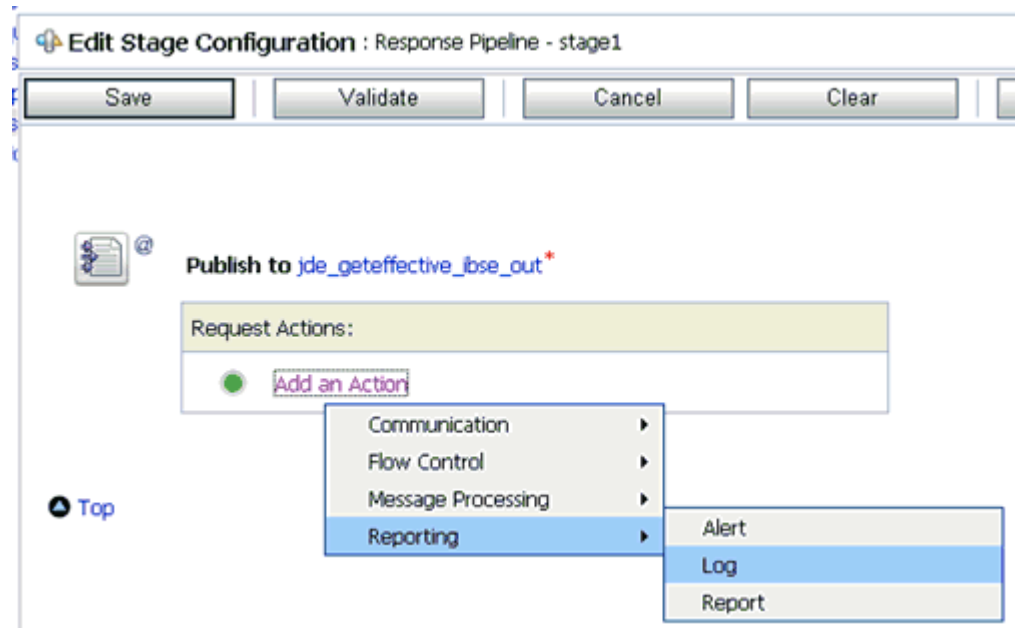 Edit Stage Configuration : Response Pipeline - stage1
Save Validate Cancel Clear
@
Publish to jde_geteffective_ibse_out*
Request Actions:
Add an Action
Communication
Flow Control
Message Processing
Reporting
Top
Alert
Log
Report